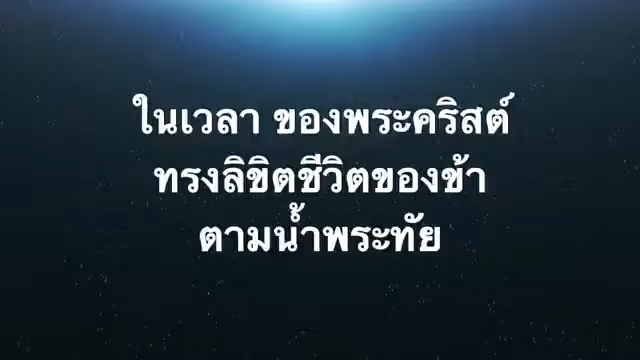 ในเวลา ของพระคริสต์
ทรงลิขิตชีวิตของข้า
ตามน้ำพระทัย